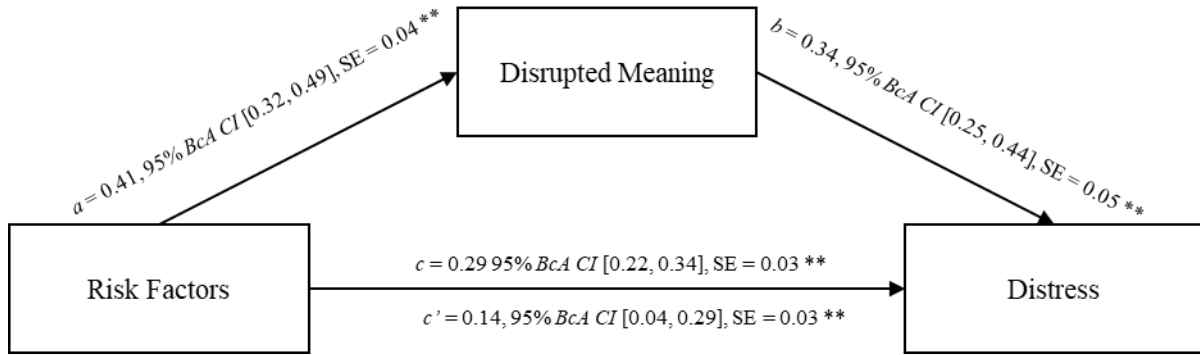 a = 0.41, 95% BcA CI [0.32, 0.49], SE = 0.04 **
Disrupted Meaning
b = 0.34, 95% BcA CI [0.25, 0.44], SE = 0.05 **
Risk Factors
c = 0.29 95% BcA CI [0.22, 0.34], SE = 0.03 **
c’ = 0.14, 95% BcA CI [0.04, 0.29], SE = 0.03 **
Distress